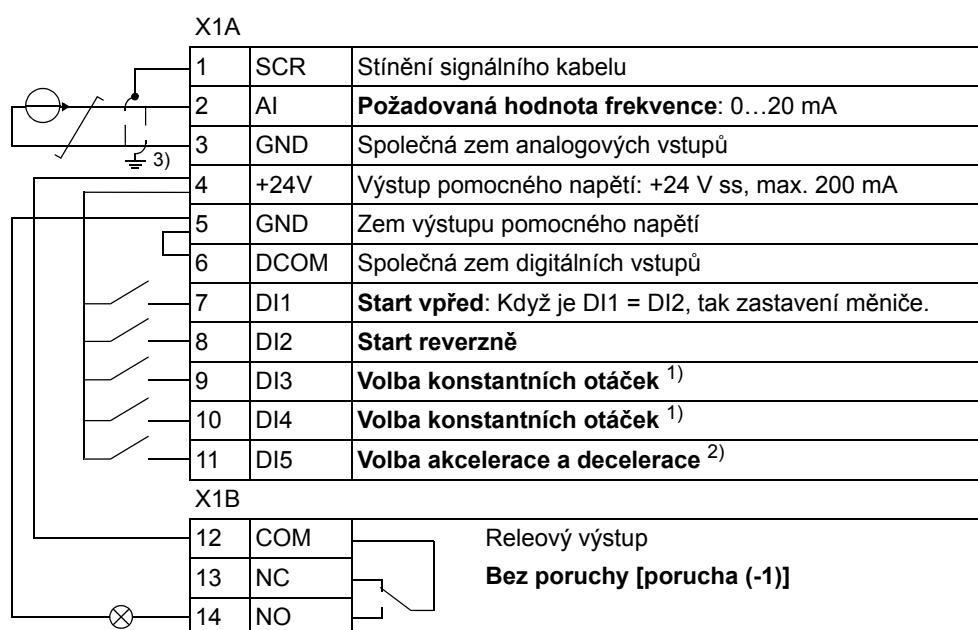 X1A
1 SCR Stínění signálního kabelu
2 AI Požadovaná hodnota frekvence: 0…20 mA
3 GND Společná zem analogových vstupů
3)
4 +24V Výstup pomocného napětí: +24 V ss, max. 200 mA
5 GND Zem výstupu pomocného napětí
6 DCOM Společná zem digitálních vstupů
7 DI1 Start vpřed: Když je DI1 = DI2, tak zastavení měniče.
8 DI2 Start reverzně
9 DI3 Volba konstantních otáček 1)
10 DI4 Volba konstantních otáček 1)
11 DI5 Volba akcelerace a decelerace 2)
X1B
12 COM Releový výstup
13 NC Bez poruchy [porucha (-1)]
14 NO